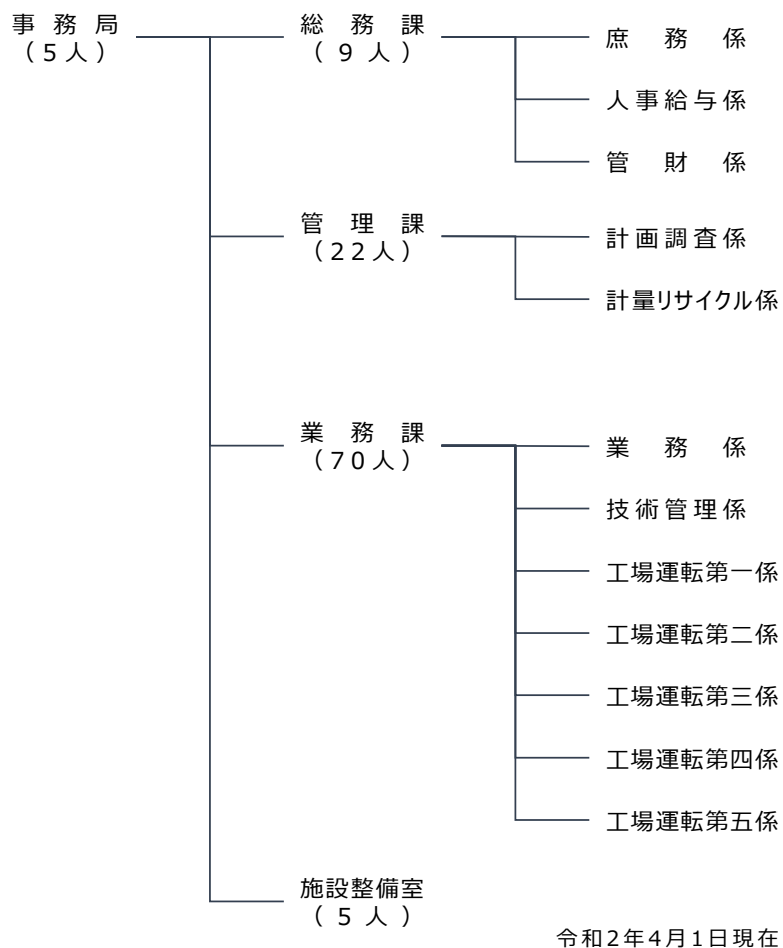 事務局
（5人）
総務課
（9人）
庶務係
人事給与係
管財係
管理課
（22人）
計画調査係
計量リサイクル係
業務課
（70人）
業務係
技術管理係
工場運転第一係
工場運転第二係
工場運転第三係
工場運転第四係
工場運転第五係
施設整備室
（5人）
令和2年4月1日現在